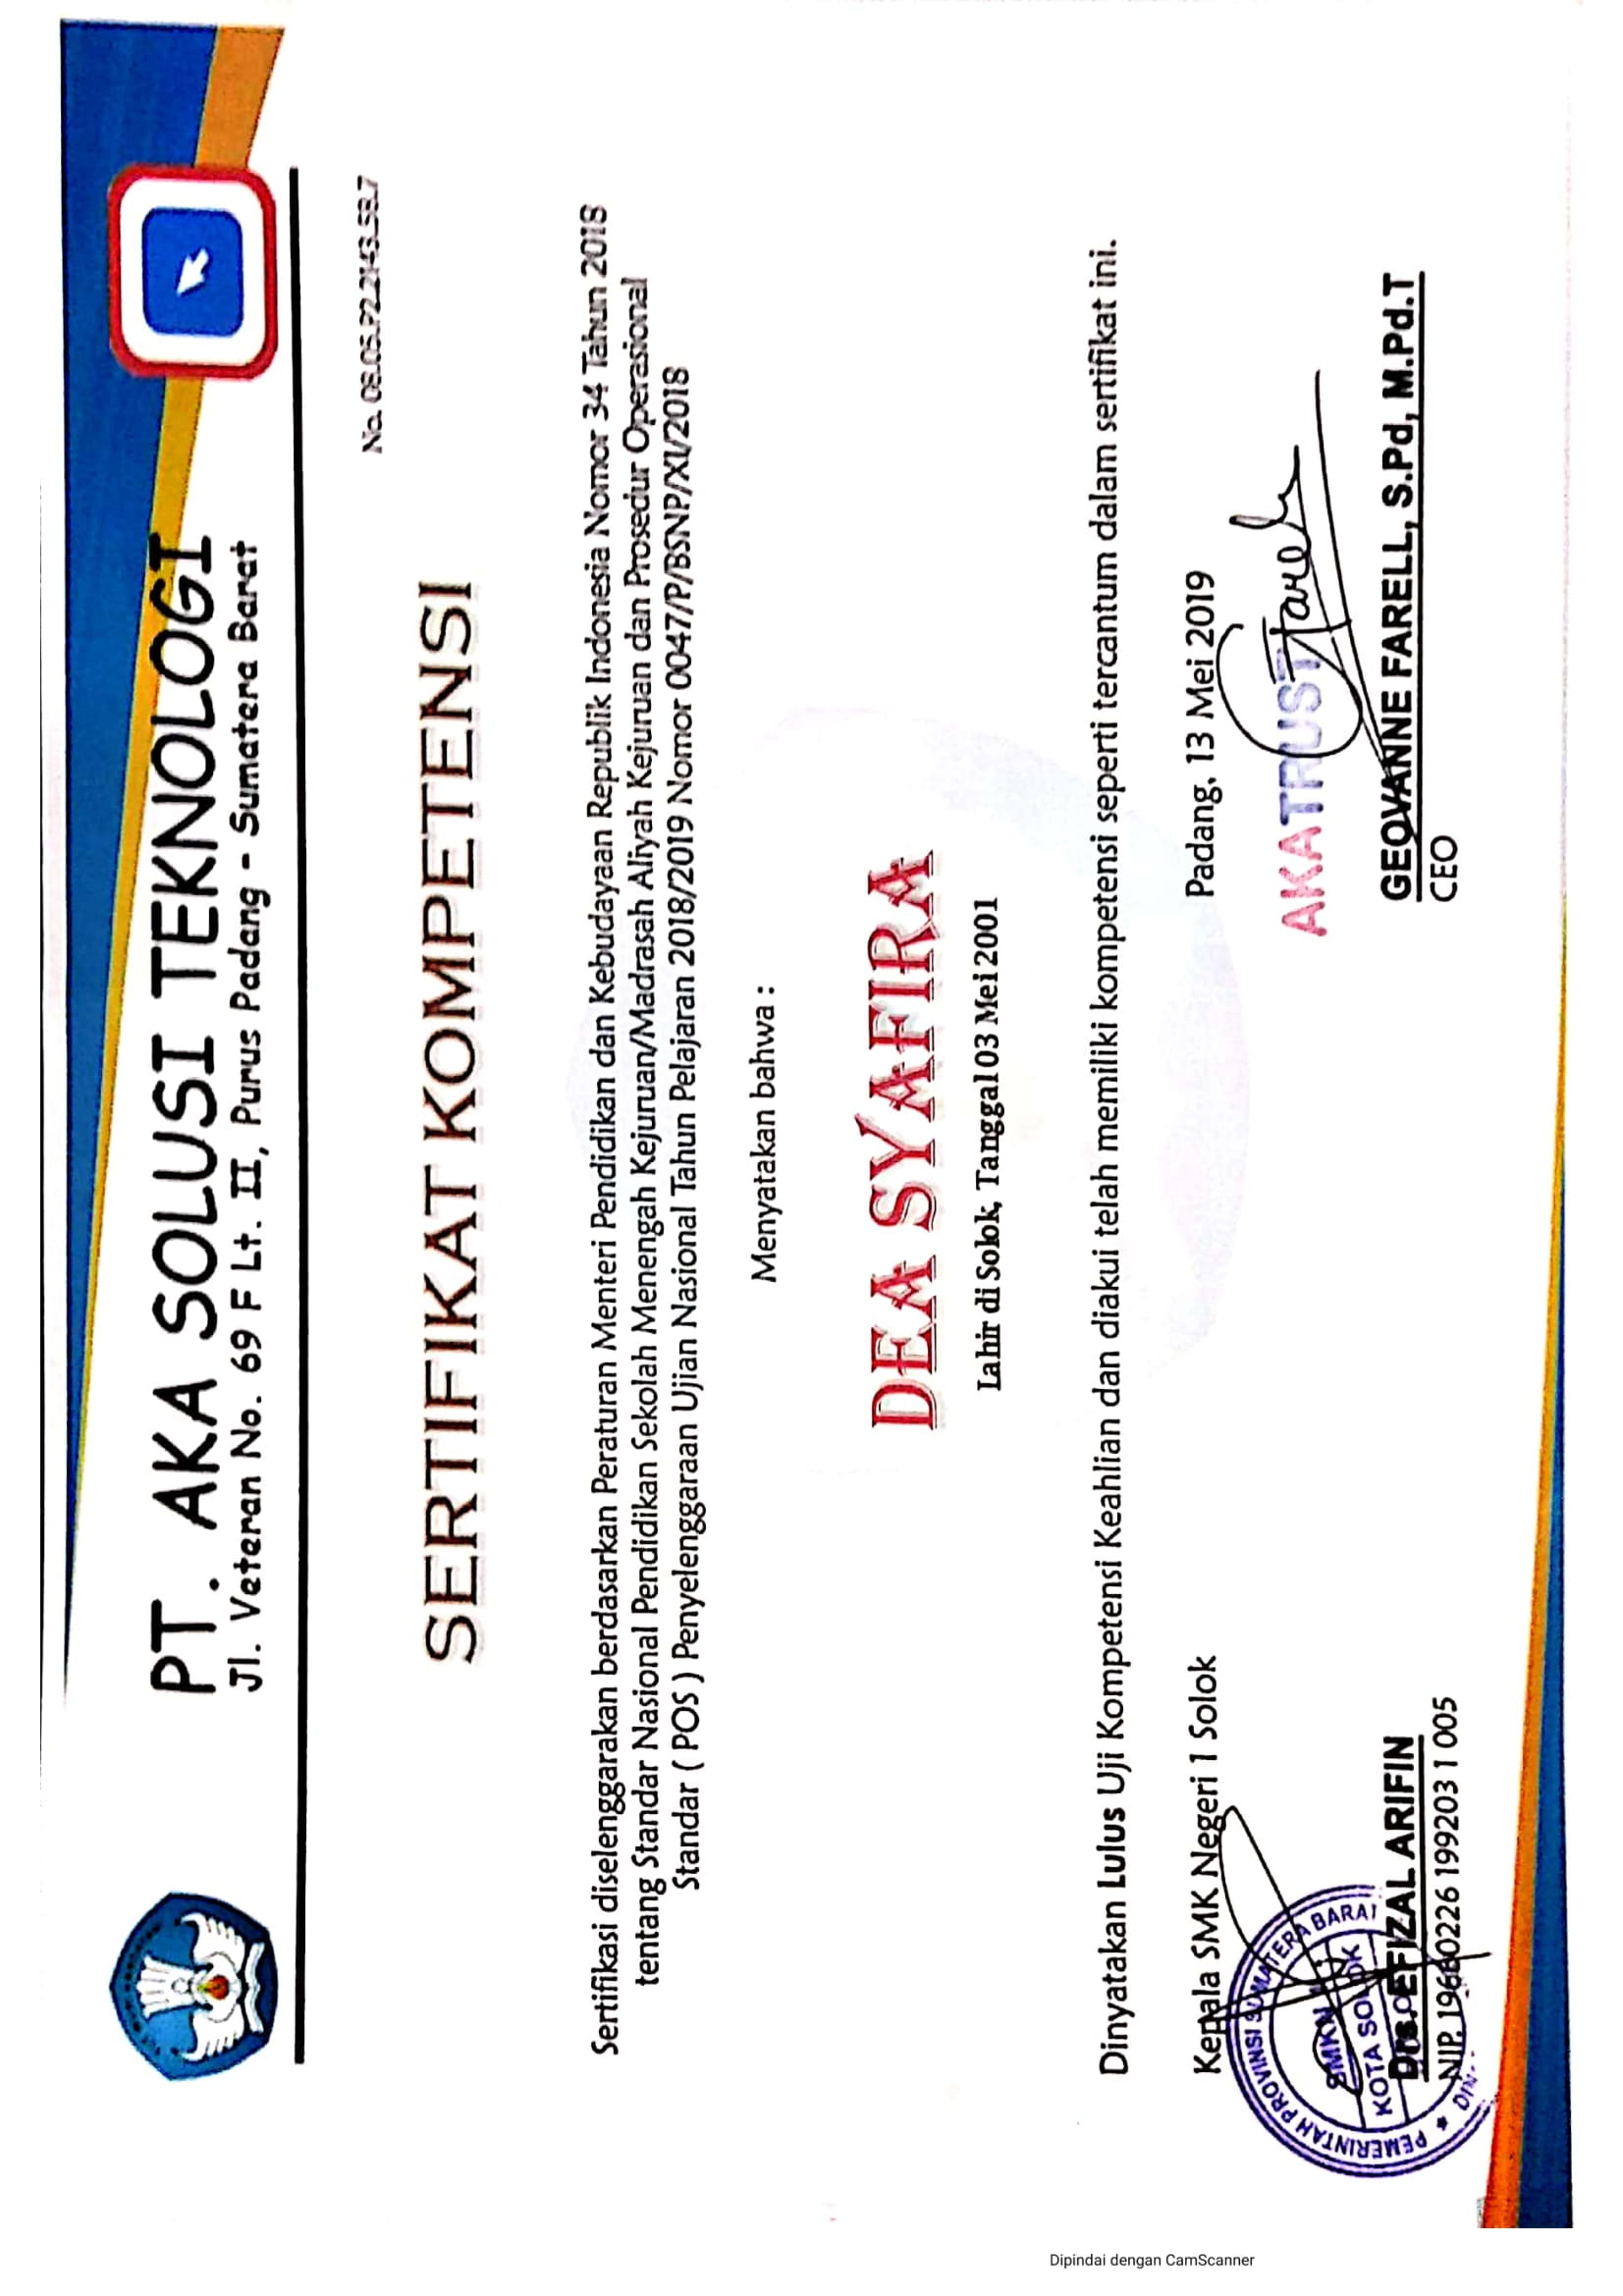 PT. AKA SOLUSI TEKNOLOGI
Jl. Veteran No. 69 F Lt. II, Purus Padang - Sumatera Barat
No. 08.05.P2.2143.58.7
SERTIFIKAT KOMPETENSI
Sertifikasi diselenggarakan berdasarkan Peraturan Menteri Pendidikan dan Kebudayaan Republik Indonesia Nomor 34 Tahun 2018
tentang Standar Nasional Pendidikan Sekolah Menengah Kejuruan/Madrasah Aliyah Kejuruan dan Prosedur Operasional
Standar ( POS ) Penyelenggaraan Ujian Nasional Tahun Pelajaran 2018/2019 Nomor 0047/P/BSNP/XI/2018
Menyatakan bahwa :
DEA SYAFIRA
Lahir di Solok, Tanggal 03 Mei 2001
Dinyatakan Lulus Uji Kompetensi Keahlian dan diakui telah memiliki kompetensi seperti tercantum dalam sertifikat ini.
Kepala SMK Negeri 1 Solok
PEMERINTAH PROVINSI SUMATERA BARAT
SMKN 1
KOTA SOLOK
Drs. EFIZAL ARIFIN
NIP. 19660226 199203 1 005
Padang, 13 Mei 2019
AKATRUST
GEOVANNE FARELL, S.Pd, M.Pd.T
CEO
Dipindai dengan CamScanner